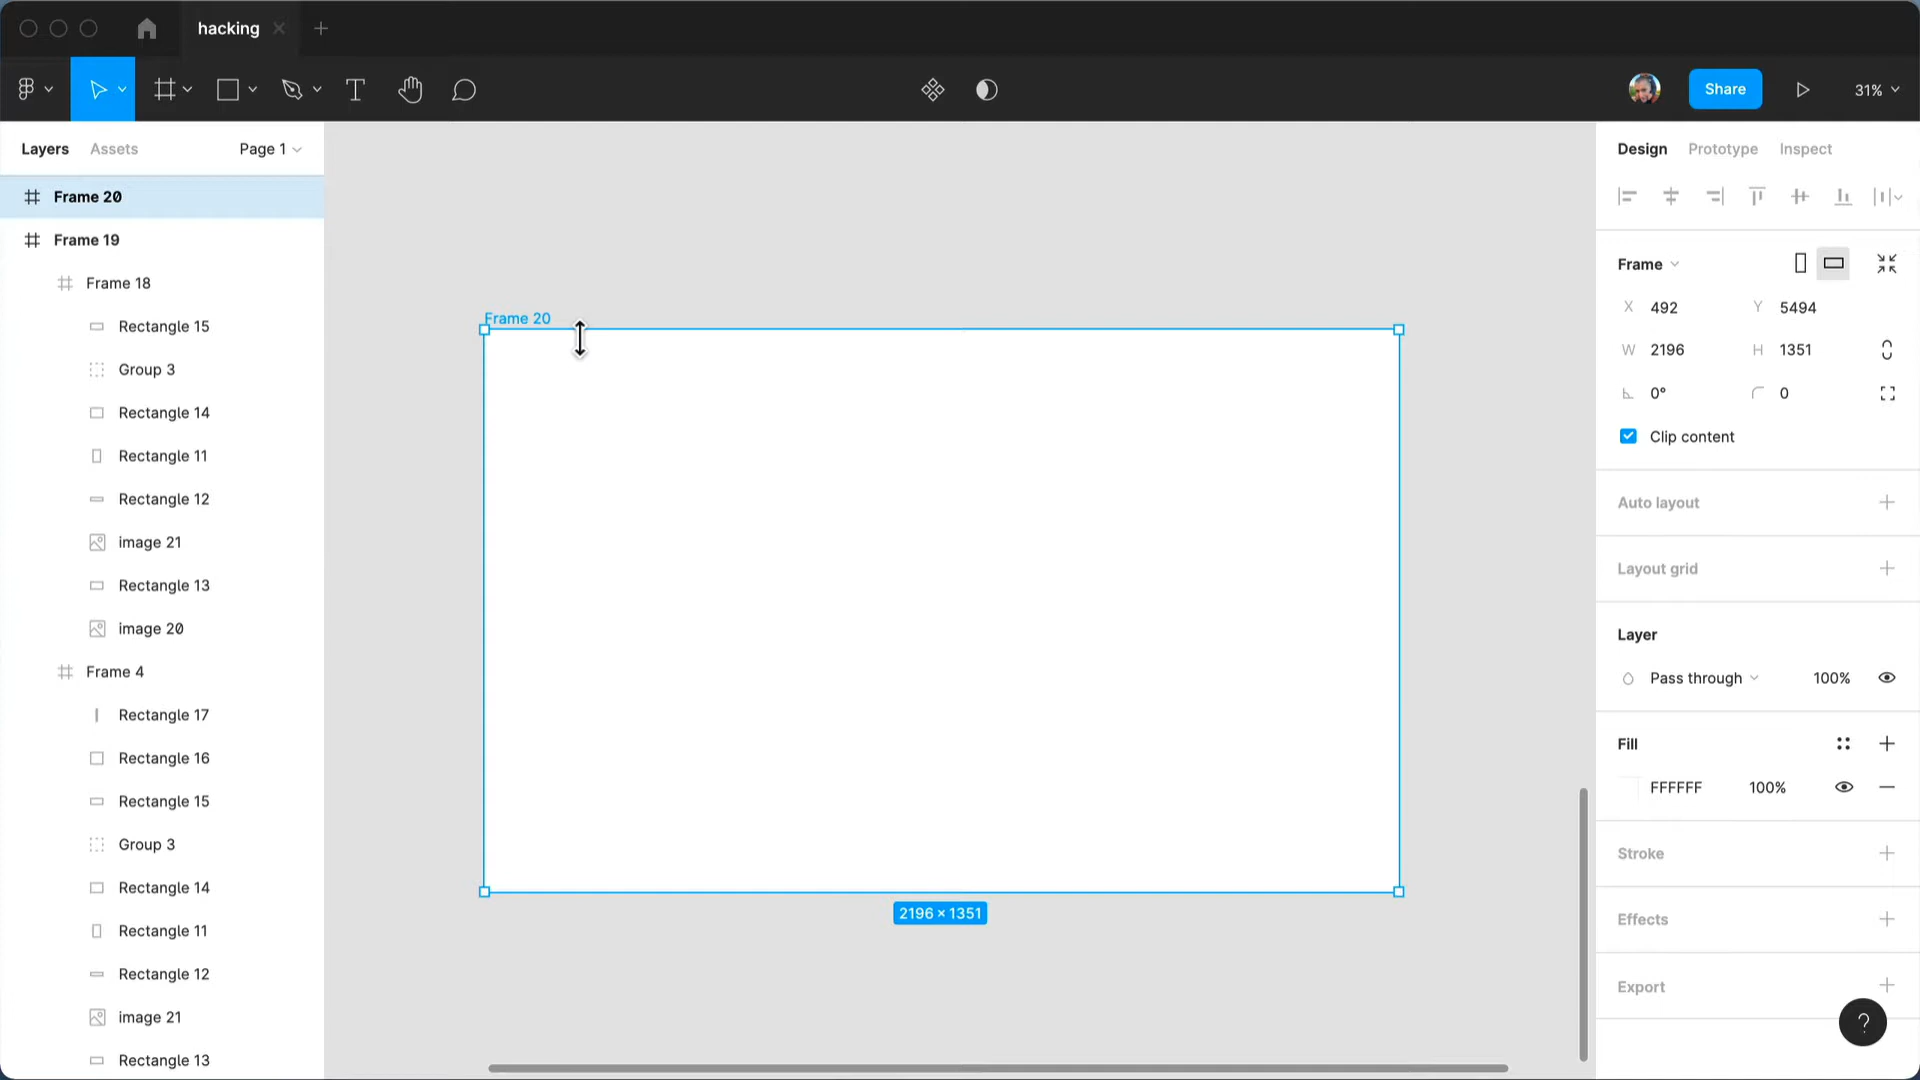 hacking
Share
31%
Layers
Assets
Page 1
Frame 20
Frame 19
Frame 18
Rectangle 15
Group 3
Rectangle 14
Rectangle 11
Rectangle 12
image 21
Rectangle 13
image 20
Frame 4
Rectangle 17
Rectangle 16
Rectangle 15
Group 3
Rectangle 14
Rectangle 11
Rectangle 12
image 21
Rectangle 13
Frame 20
2196 × 1351
Design
Prototype
Inspect
Frame
X 492 Y 5494
W 2196 H 1351
0° 0
Clip content
Auto layout
Layout grid
Layer
Pass through 100%
Fill
FFFFFF 100%
Stroke
Effects
Export
?